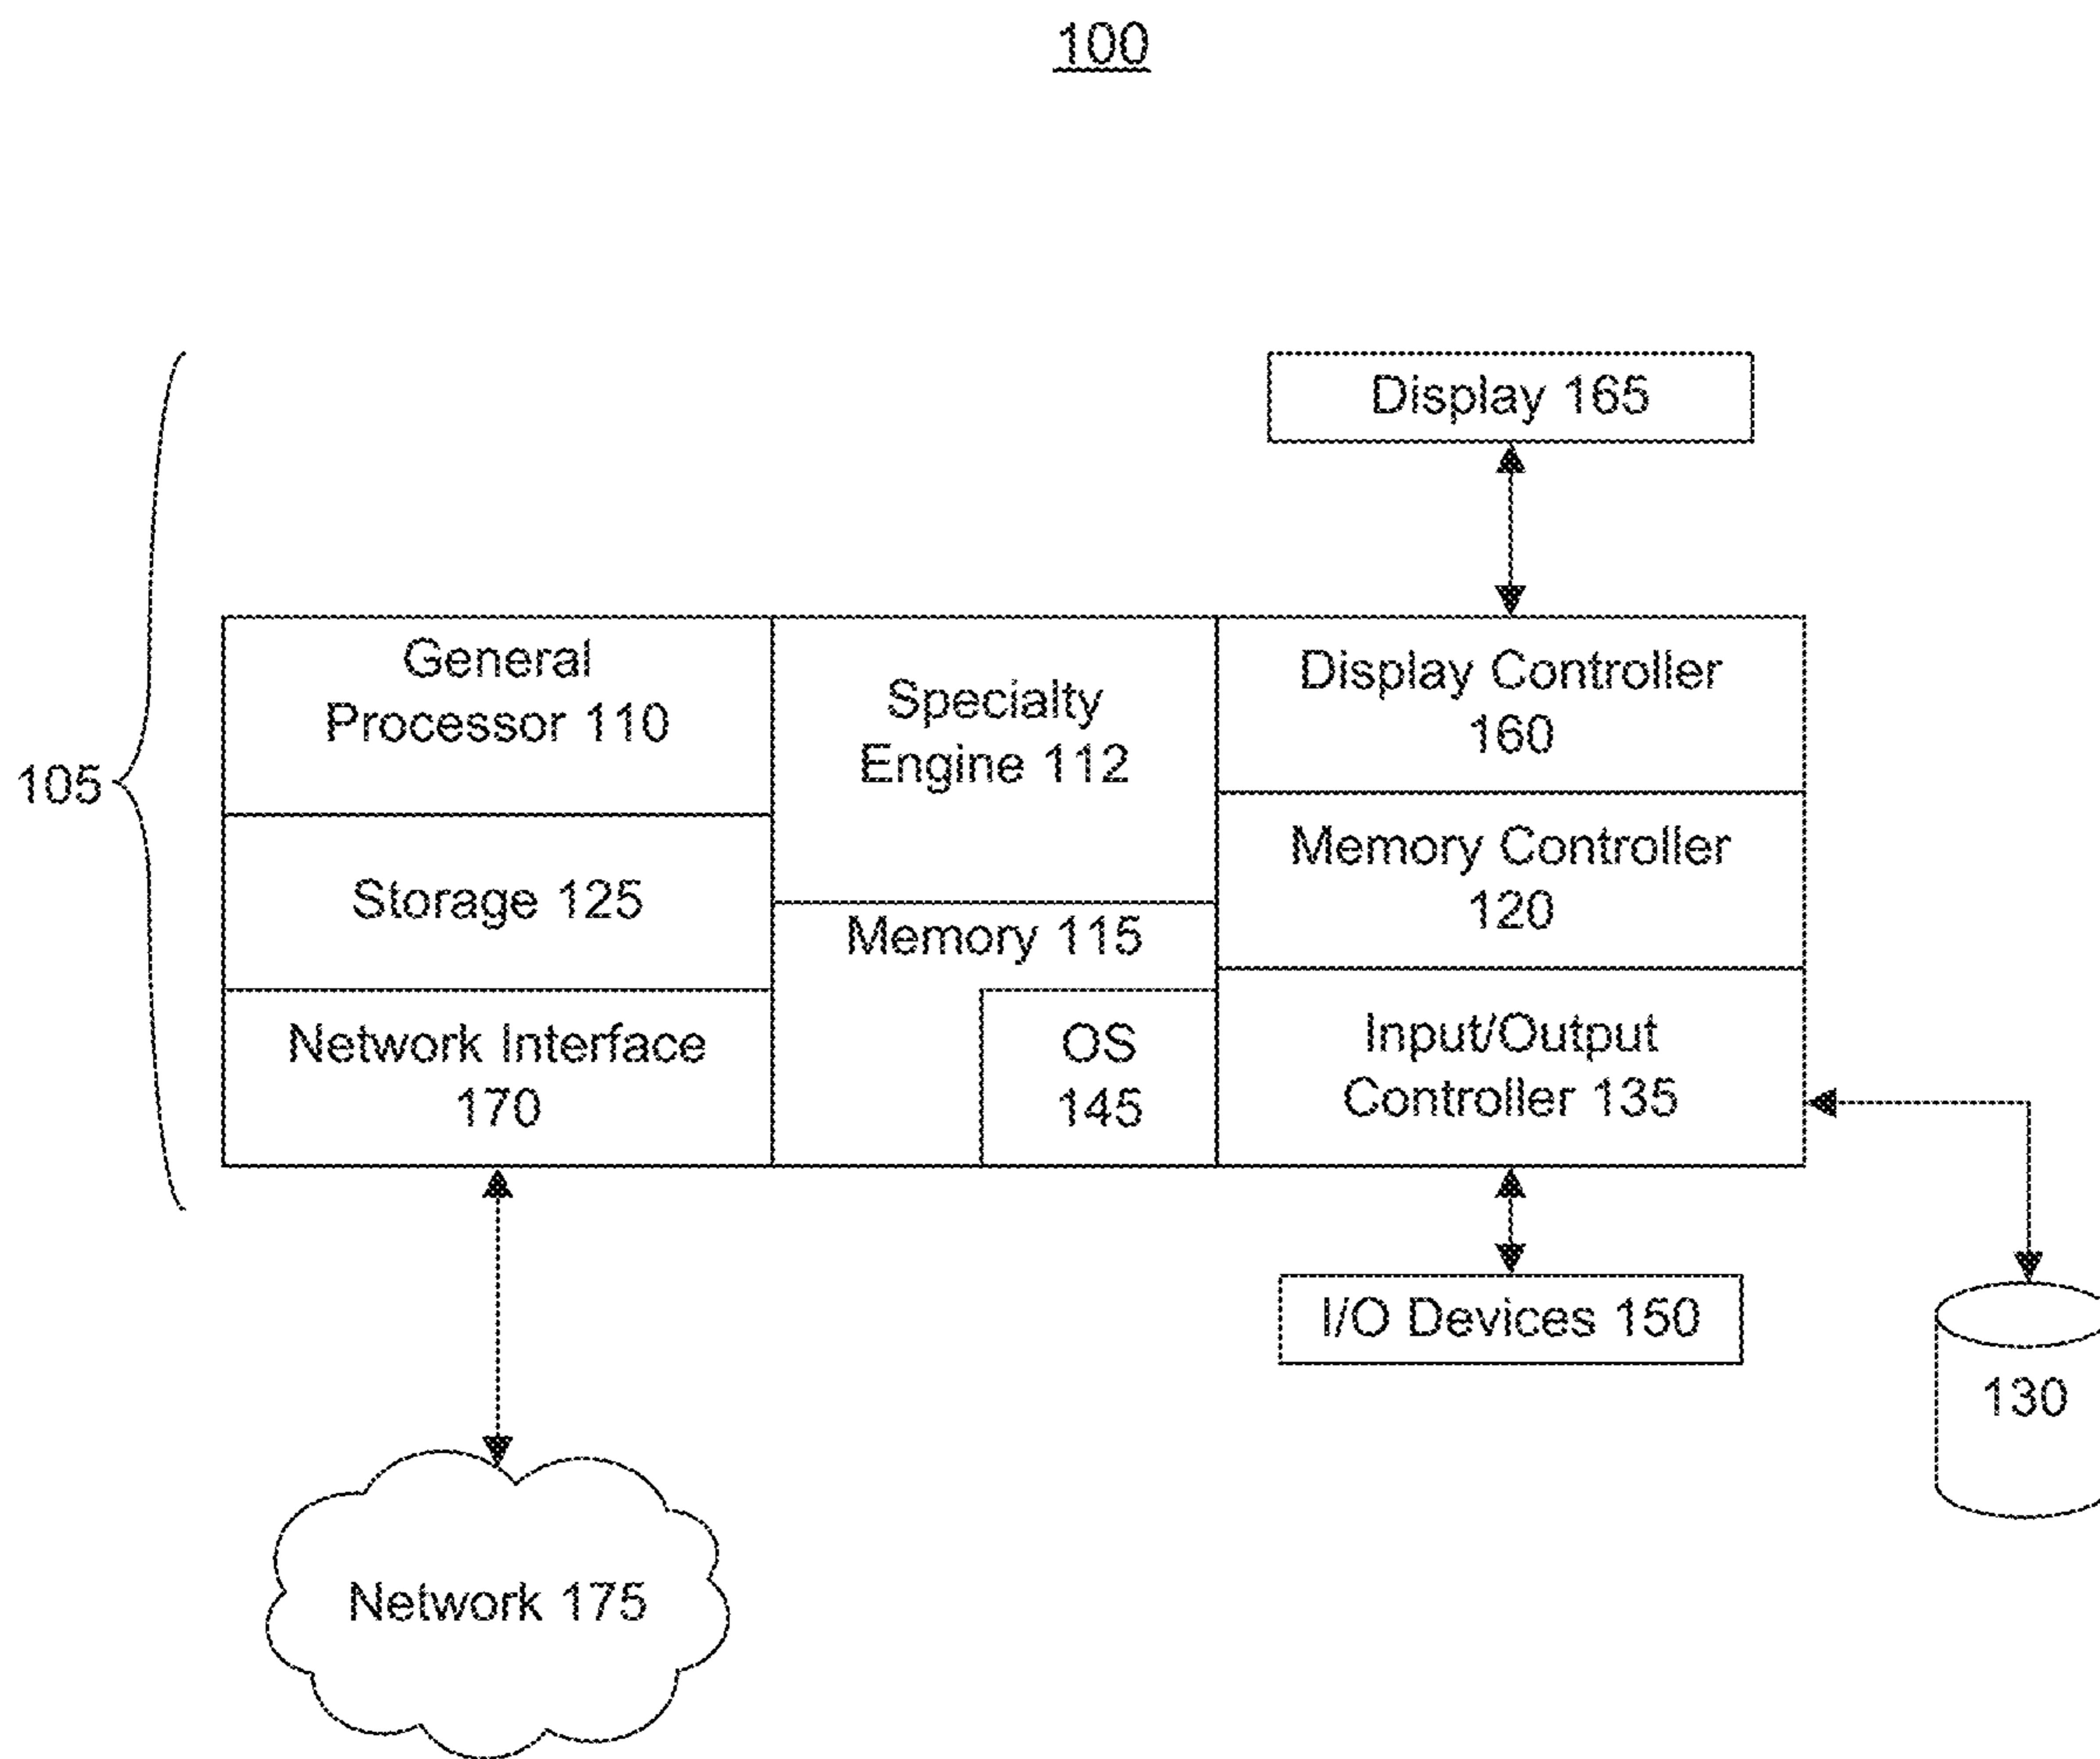 100
Display 165
105
General
Processor 110
Specialty
Engine 112
Display Controller
160
Storage 125
Memory Controller
120
Memory 115
Network Interface
170
OS
145
Input/Output
Controller 135
I/O Devices 150
130
Network 175